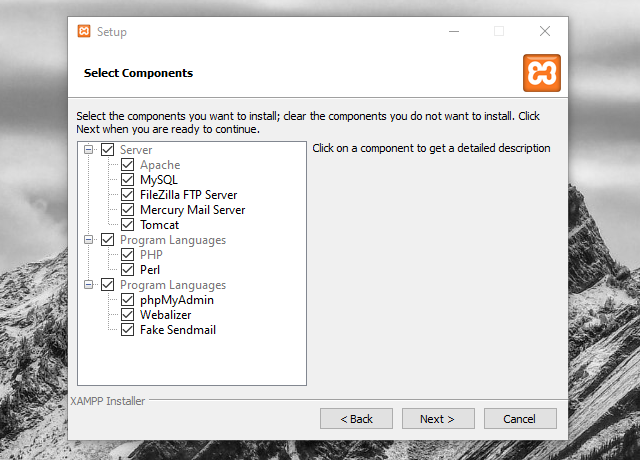 Setup
Select Components
Select the components you want to install; clear the components you do not want to install. Click
Next when you are ready to continue.
Server
Apache
MySQL
FileZilla FTP Server
Mercury Mail Server
Tomcat
Program Languages
PHP
Perl
Program Languages
phpMyAdmin
Webalizer
Fake Sendmail
Click on a component to get a detailed description
XAMPP Installer
< Back
Next >
Cancel